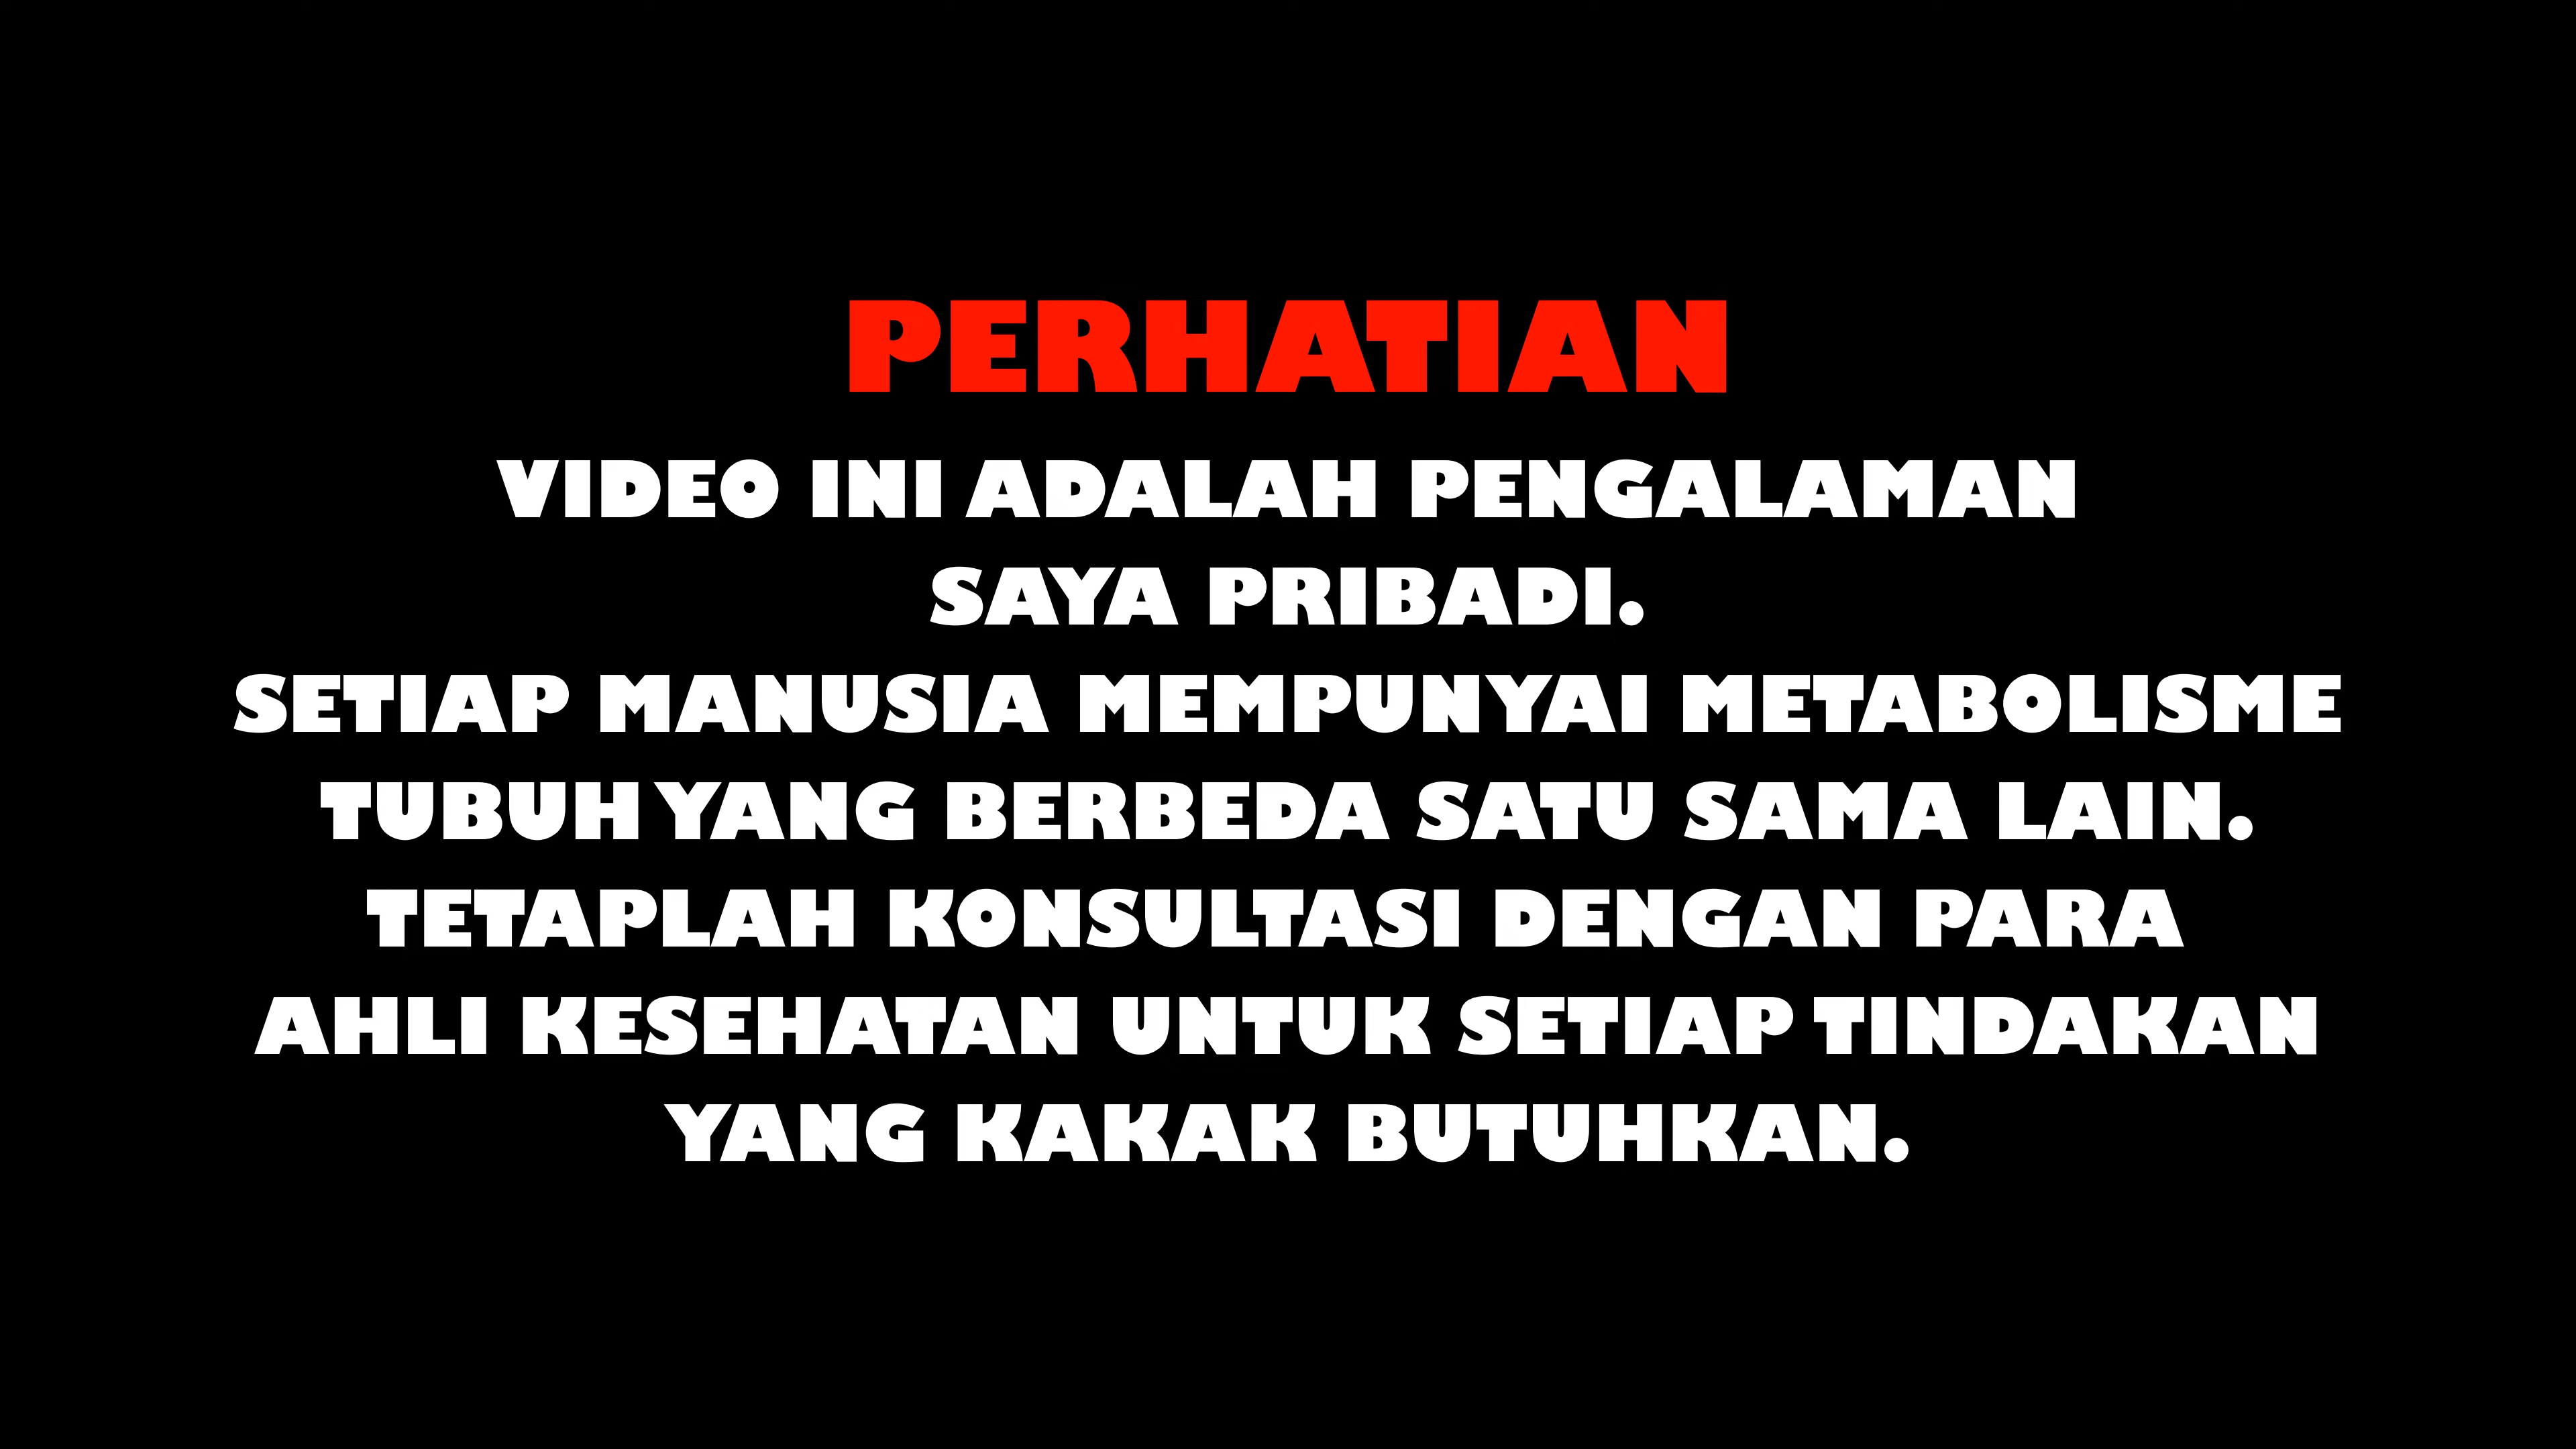 PERHATIAN
VIDEO INI ADALAH PENGALAMAN
SAYA PRIBADI.
SETIAP MANUSIA MEMPUNYAI METABOLISME
TUBUH YANG BERBEDA SATU SAMA LAIN.
TETAPLAH KONSULTASI DENGAN PARA
AHLI KESEHATAN UNTUK SETIAP TINDAKAN
YANG KAKAK BUTUHKAN.